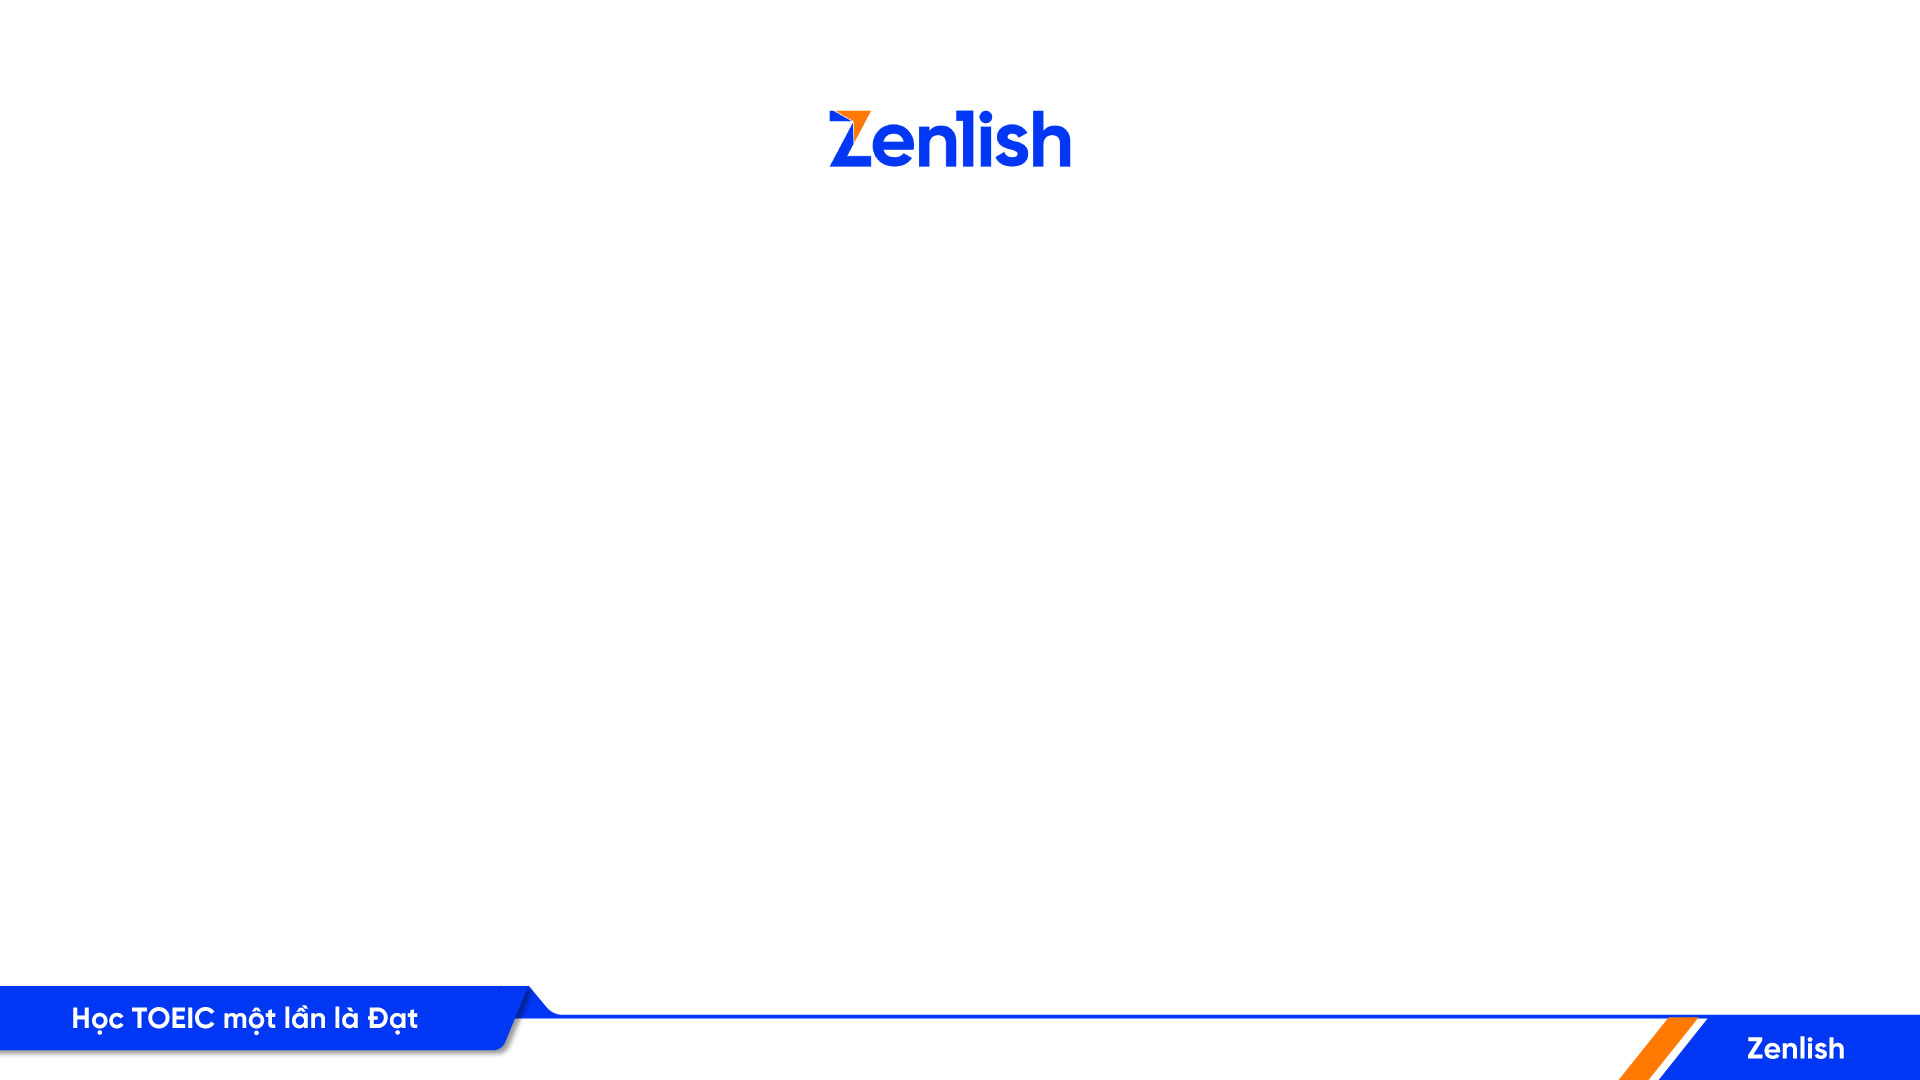 Zenlish
Học TOEIC một lần là Đạt
Zenlish